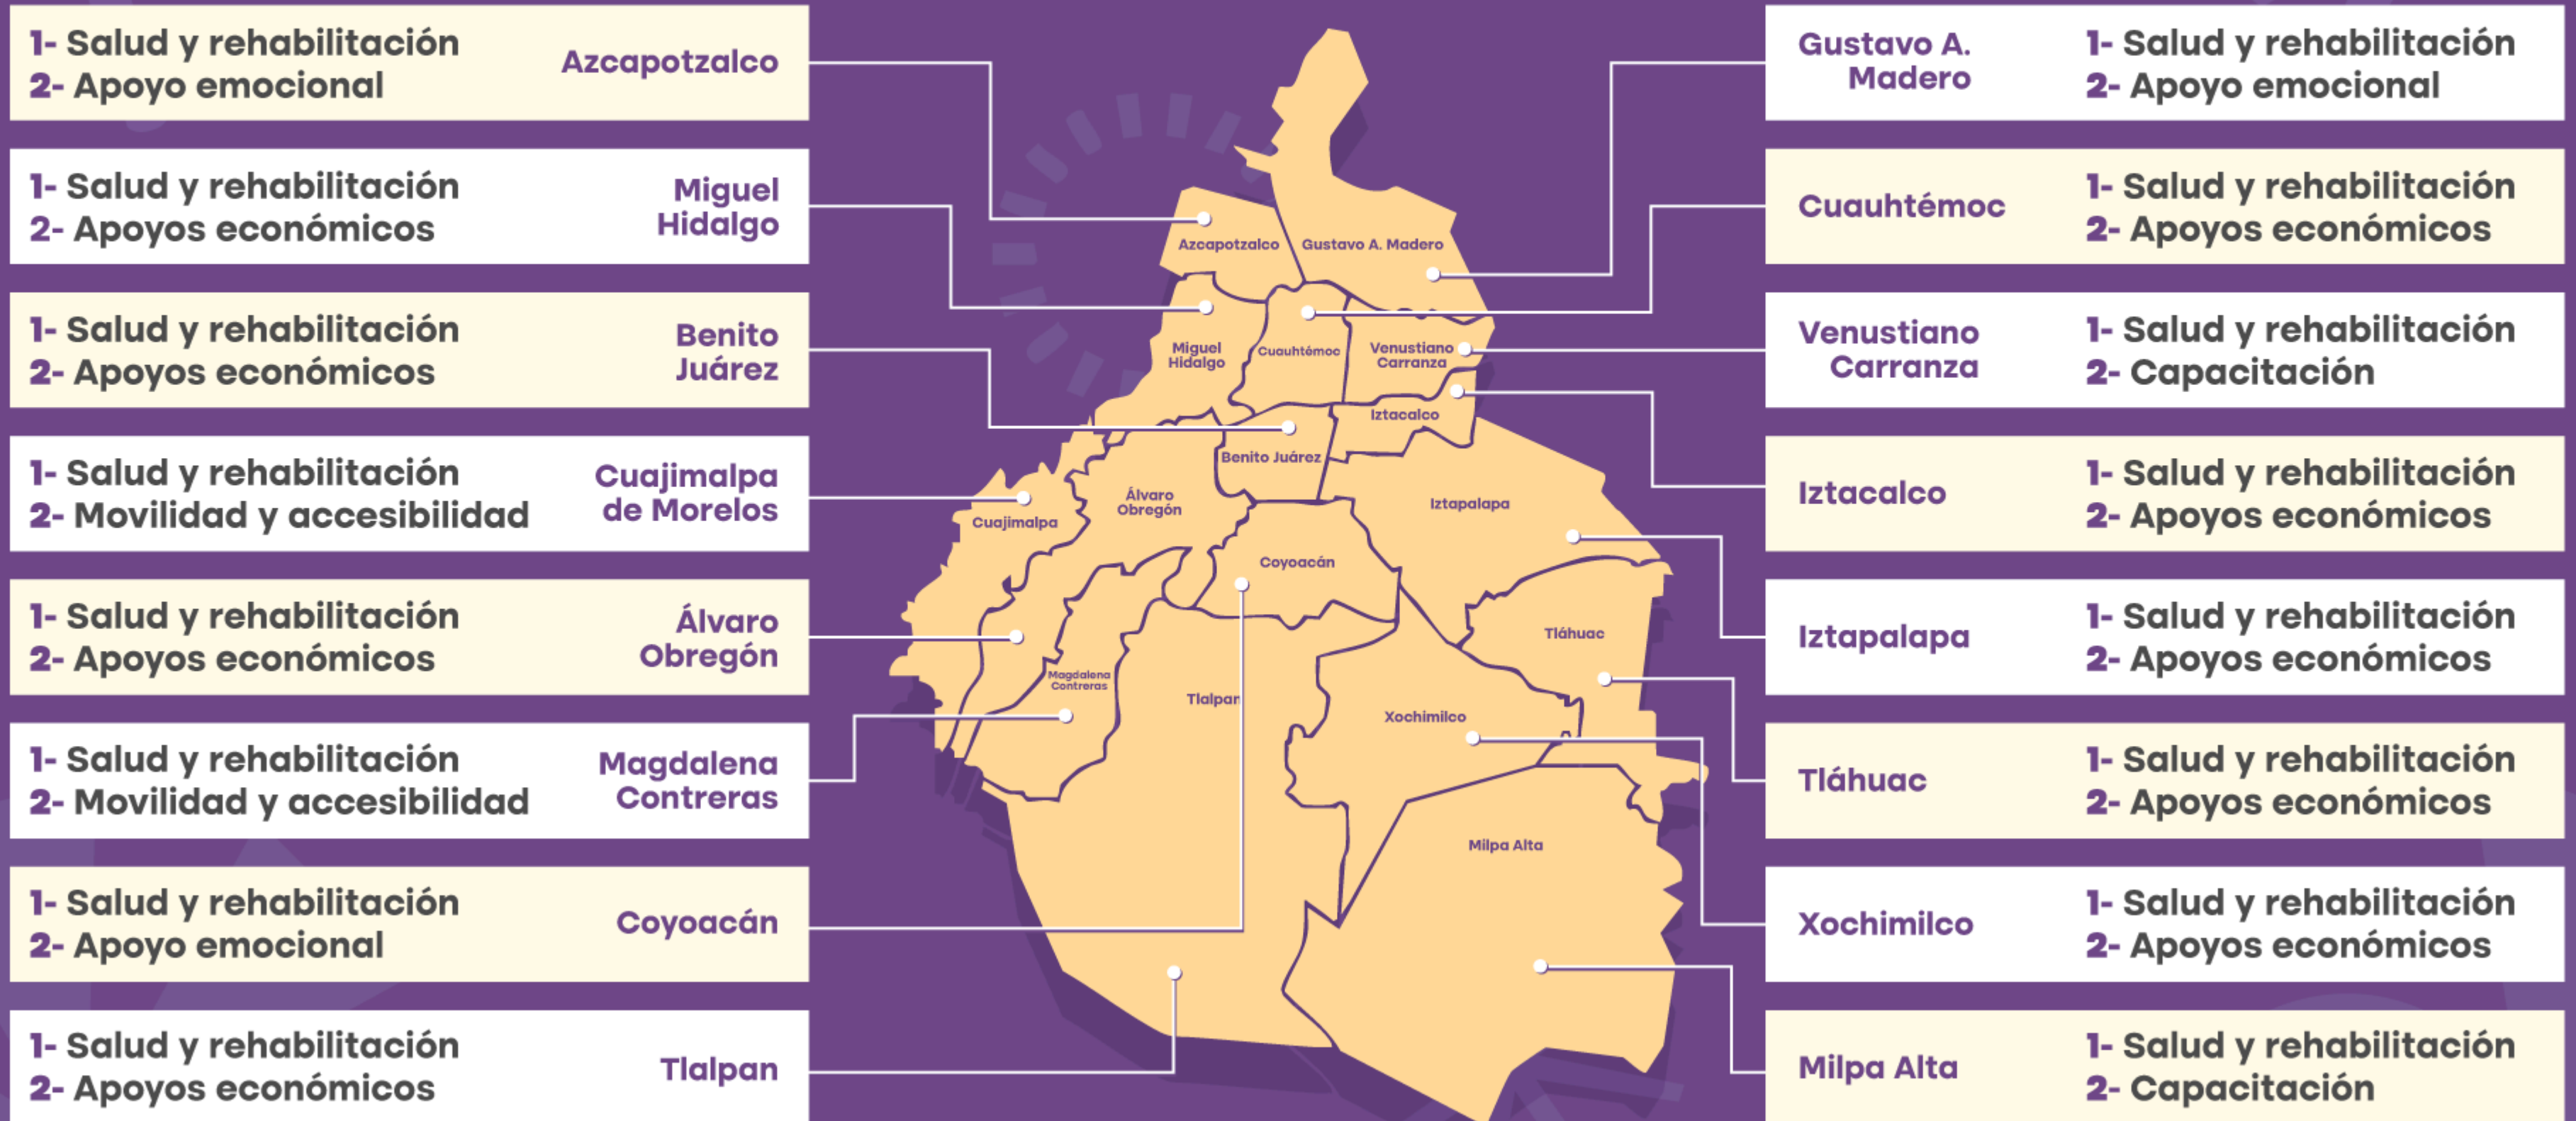 1- Salud y rehabilitación
2- Apoyo emocional
Azcapotzalco
1- Salud y rehabilitación
2- Apoyos económicos
Miguel
Hidalgo
1- Salud y rehabilitación
2- Apoyos económicos
Benito
Juárez
1- Salud y rehabilitación
2- Movilidad y accesibilidad
Cuajimalpa
de Morelos
1- Salud y rehabilitación
2- Apoyos económicos
Álvaro
Obregón
1- Salud y rehabilitación
2- Movilidad y accesibilidad
Magdalena
Contreras
1- Salud y rehabilitación
2- Apoyo emocional
Coyoacán
1- Salud y rehabilitación
2- Apoyos económicos
Tlalpan
Azcapotzalco
Gustavo A. Madero
Miguel
Hidalgo
Cuauhtémoc
Venustiano
Carranza
Iztacalco
Benito Juárez
Álvaro
Obregón
Iztapalapa
Cuajimalpa
Coyoacán
Tláhuac
Magdalena
Contreras
Tlalpan
Xochimilco
Milpa Alta
Gustavo A.
Madero
1- Salud y rehabilitación
2- Apoyo emocional
Cuauhtémoc
1- Salud y rehabilitación
2- Apoyos económicos
Venustiano
Carranza
1- Salud y rehabilitación
2- Capacitación
Iztacalco
1- Salud y rehabilitación
2- Apoyos económicos
Iztapalapa
1- Salud y rehabilitación
2- Apoyos económicos
Tláhuac
1- Salud y rehabilitación
2- Apoyos económicos
Xochimilco
1- Salud y rehabilitación
2- Apoyos económicos
Milpa Alta
1- Salud y rehabilitación
2- Capacitación